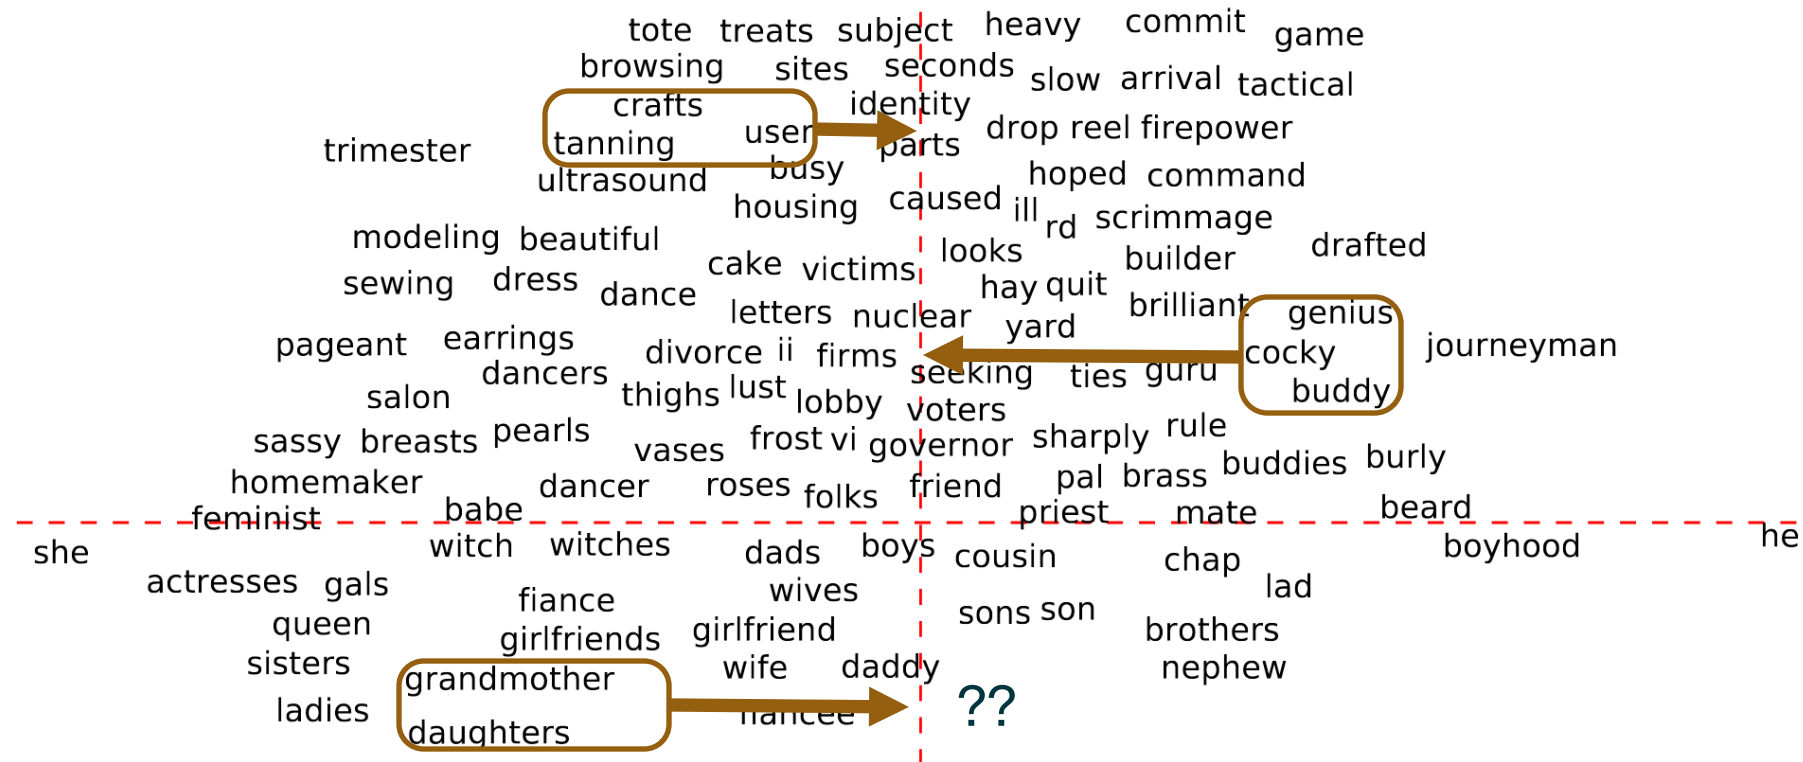 tote treats subject heavy commit game
browsing sites seconds slow arrival tactical
crafts identity
trimester tanning user parts drop reel firepower
ultrasound busy hoped command
housing caused ill rd scrimmage
modeling beautiful looks builder drafted
sewing dress dance cake victims hay quit
letters nuclear yard brilliant genius
pageant earrings divorce ii firms cocky journeyman
dancers seeking ties guru
salon thighs lust lobby voters buddy
sassy breasts pearls vases frost vi governor sharply rule
homemaker dancer roses folks friend pal brass buddies burly
feminist babe priest mate beard
she witch witches dads boys cousin chap boyhood he
actresses gals fiance wives lad
queen girlfriends girlfriend sons son brothers
sisters grandmother wife daddy nephew
ladies daughters fiancee ??